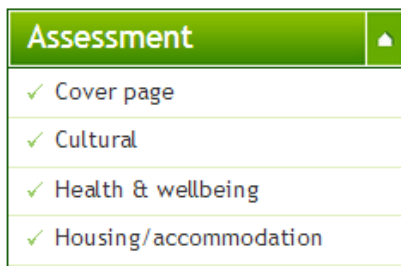 Assessment
Cover page
Cultural
Health & wellbeing
Housing/accommodation